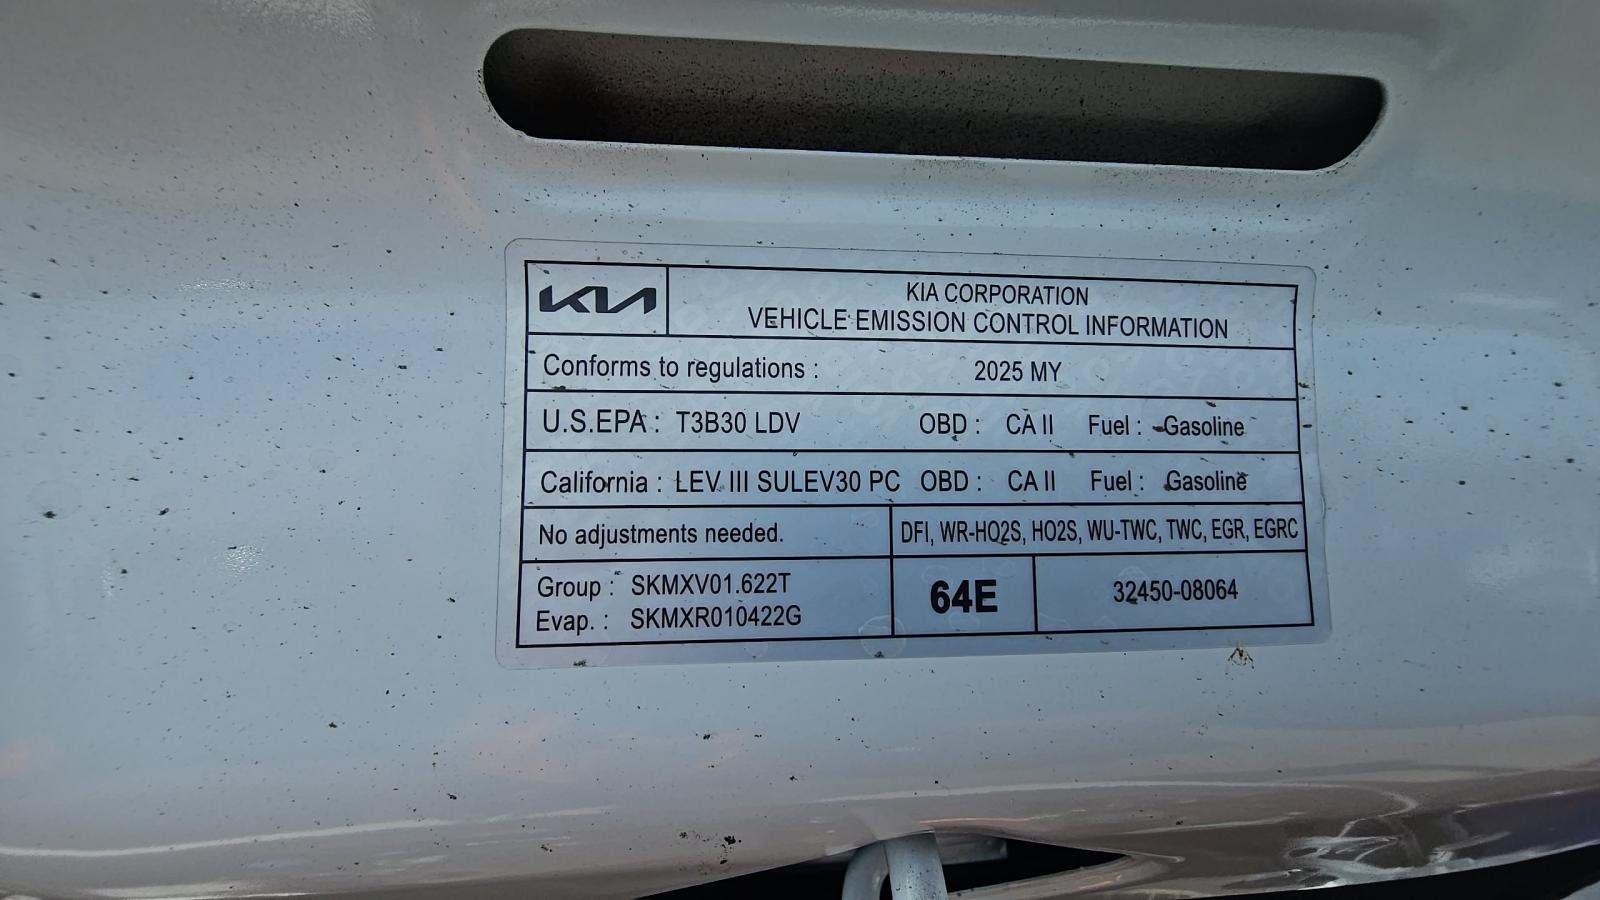 KIA
KIA CORPORATION
VEHICLE EMISSION CONTROL INFORMATION
Conforms to regulations : 2025 MY
U.S.EPA : T3B30 LDV OBD : CA II Fuel : Gasoline
California : LEV III SULEV30 PC OBD : CA II Fuel : Gasoline
No adjustments needed. DFI, WR-HO2S, HO2S, WU-TWC, TWC, EGR, EGRC
Group : SKMXV01.622T
Evap. : SKMXR010422G
64E
32450-08064